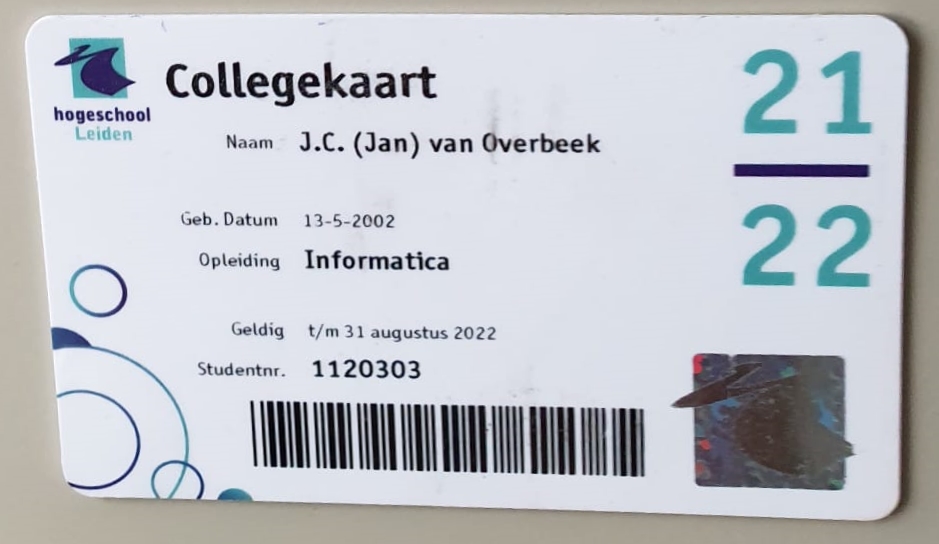 hogeschool
Leiden
Collegekaart
Naam J.C. (Jan) van Overbeek
Geb. Datum 13-5-2002
Opleiding Informatica
Geldig t/m 31 augustus 2022
Studentnr. 1120303
21
22